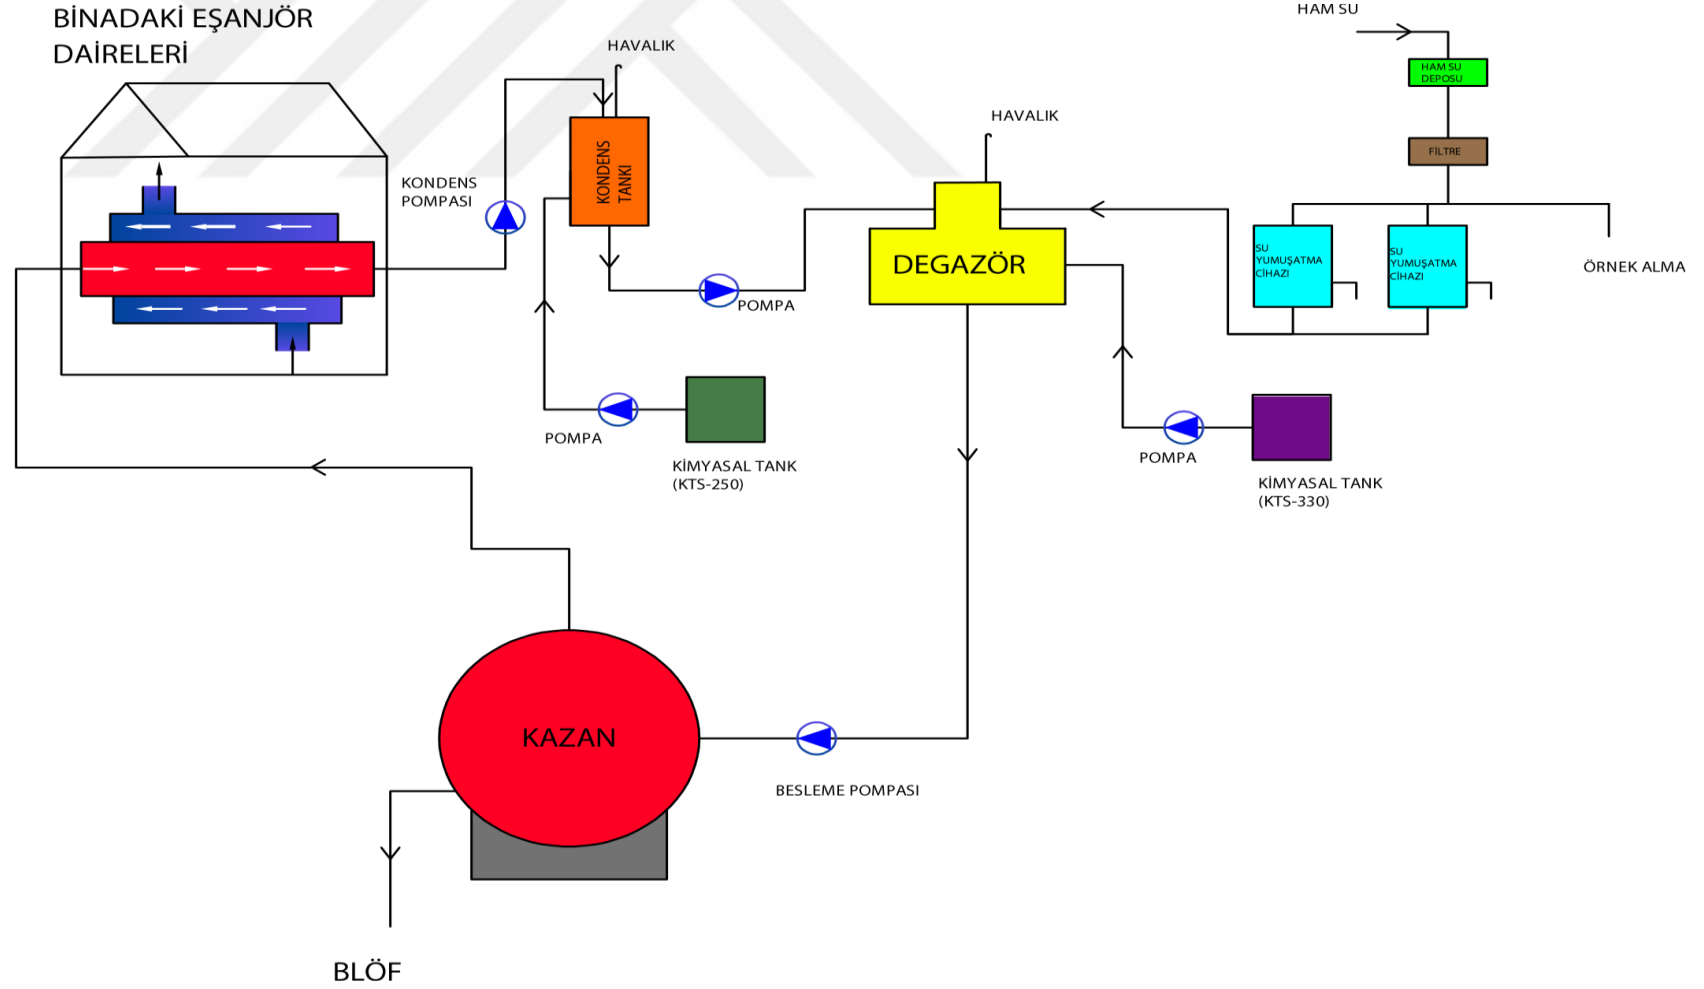 BİNADAKİ EŞANJÖR
DAİRELERİ
HAVALIK
HAM SU
HAM SU
DEPOSU
HAVALIK
FİLTRE
KONDENS
TANKI
KONDENS
POMPASI
SU
YUMUŞATMA
CİHAZI
SU
YUMUŞATMA
CİHAZI
ÖRNEK ALMA
DEGAZÖR
POMPA
POMPA
KİMYASAL TANK
(KTS-250)
POMPA
KİMYASAL TANK
(KTS-330)
KAZAN
BESLEME POMPASI
BLÖF